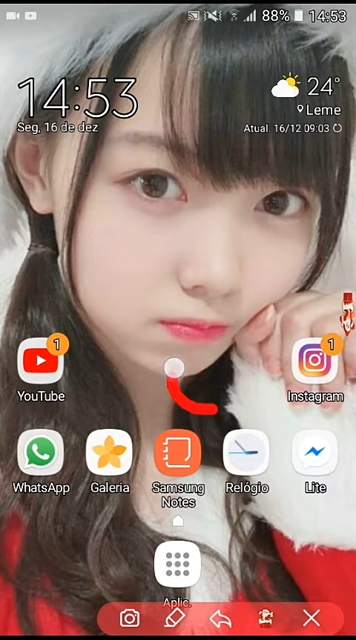 88% 14:53
14:53
Seg, 16 de dez
24°
Leme
Atual. 16/12 09:03
1
1
YouTube
Instagram
WhatsApp
Galeria
Samsung
Notes
Relógio
Lite
Aplic.